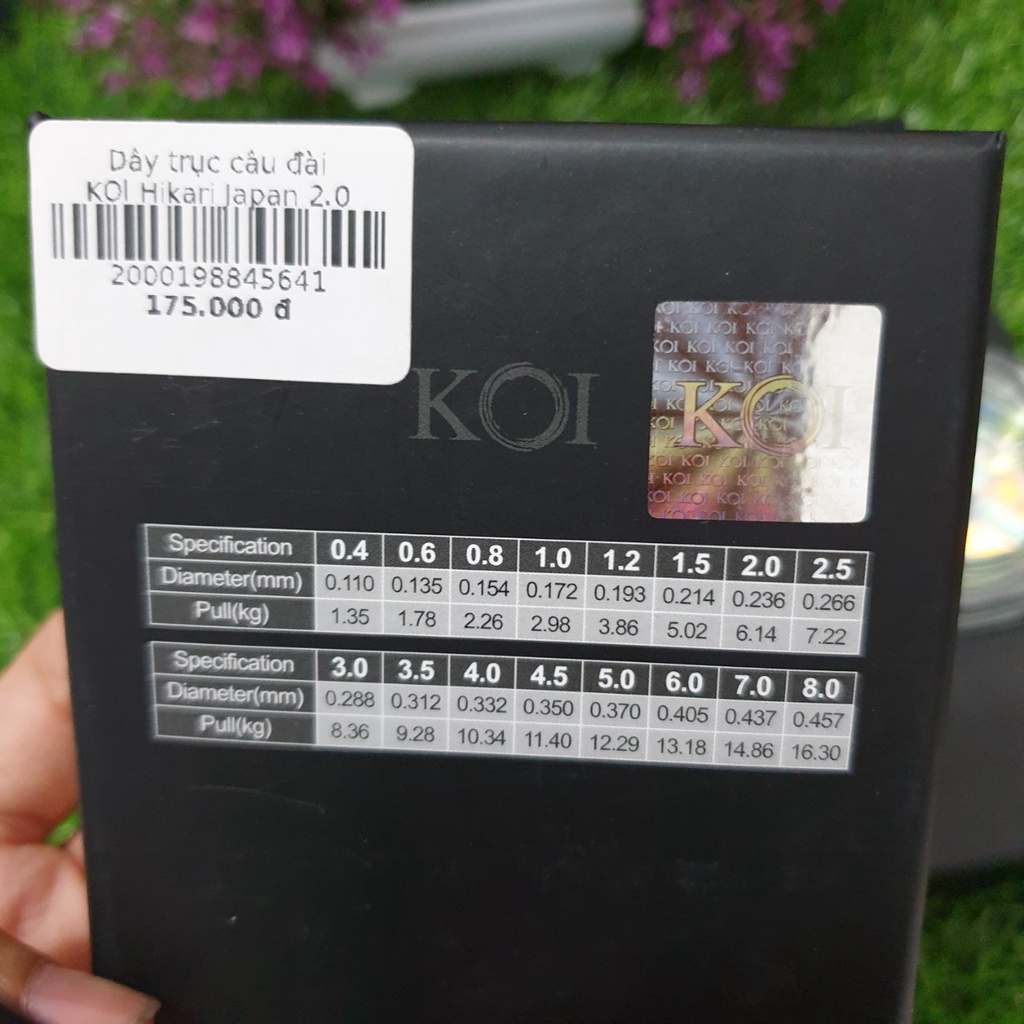 Dây trục câu đài
KOI Hikari Japan 2.0
2000198845641
175.000 đ
KOI
KOI
Specification 0.4 0.6 0.8 1.0 1.2 1.5 2.0 2.5
Diameter(mm) 0.110 0.135 0.154 0.172 0.193 0.214 0.236 0.266
Pull(kg) 1.35 1.78 2.26 2.98 3.86 5.02 6.14 7.22
Specification 3.0 3.5 4.0 4.5 5.0 6.0 7.0 8.0
Diameter(mm) 0.288 0.312 0.332 0.350 0.370 0.405 0.437 0.457
Pull(kg) 8.36 9.28 10.34 11.40 12.29 13.18 14.86 16.30